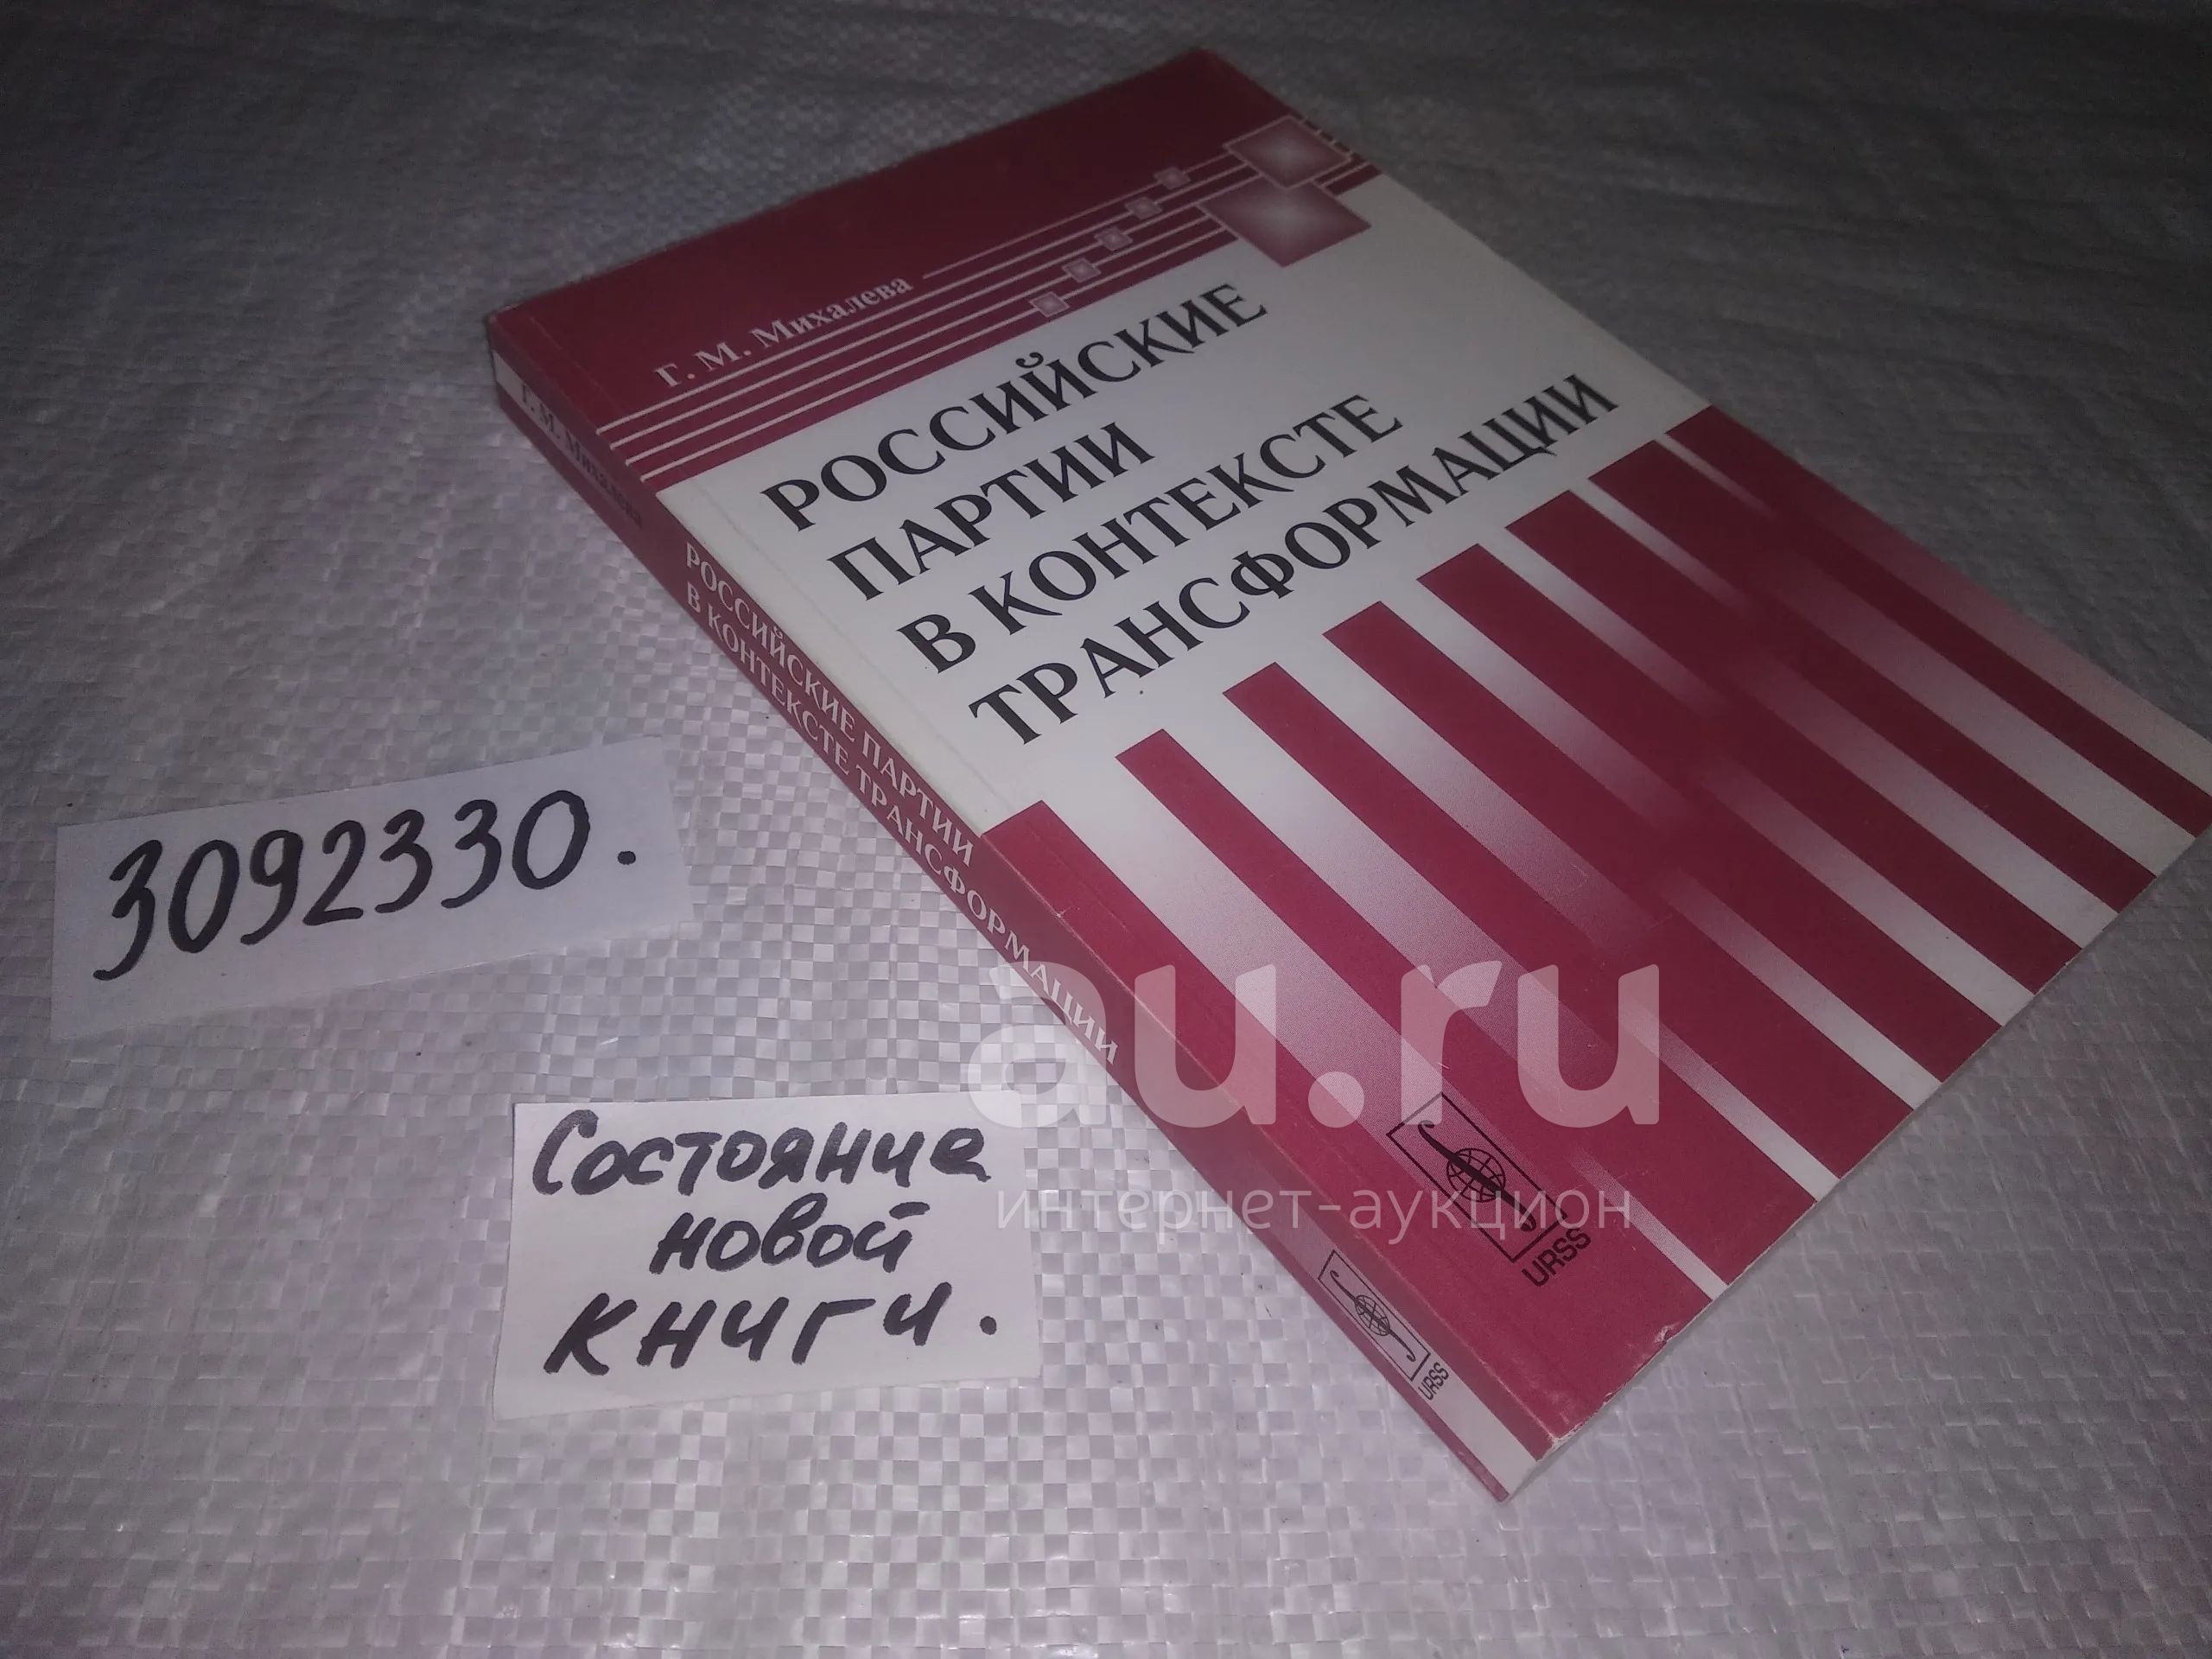 Г. М. Михалева
РОССИЙСКИЕ
ПАРТИИ
В КОНТЕКСТЕ
ТРАНСФОРМАЦИИ
URSS
Г. М. Михалева
РОССИЙСКИЕ ПАРТИИ
В КОНТЕКСТЕ ТРАНСФОРМАЦИИ
URSS
3092330.
Состояние
новой
книги.
au.ru
интернет-аукцион